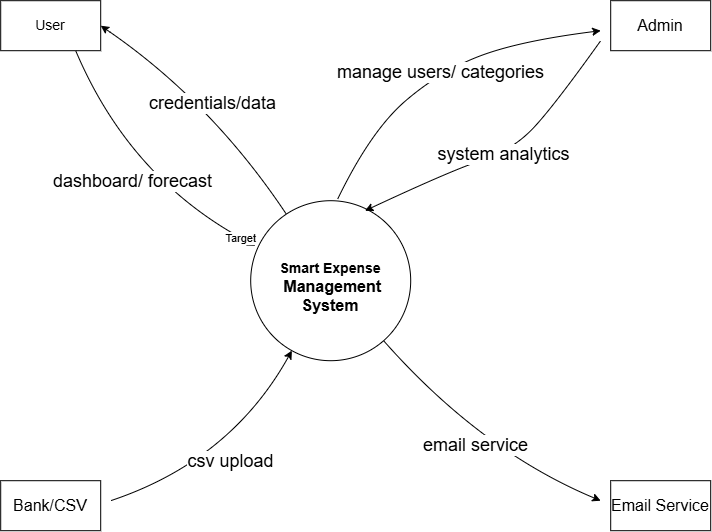 User
Admin
manage users/ categories
credentials/data
system analytics
dashboard/ forecast
Target
Smart Expense
Management
System
email service
csv upload
Bank/CSV
Email Service